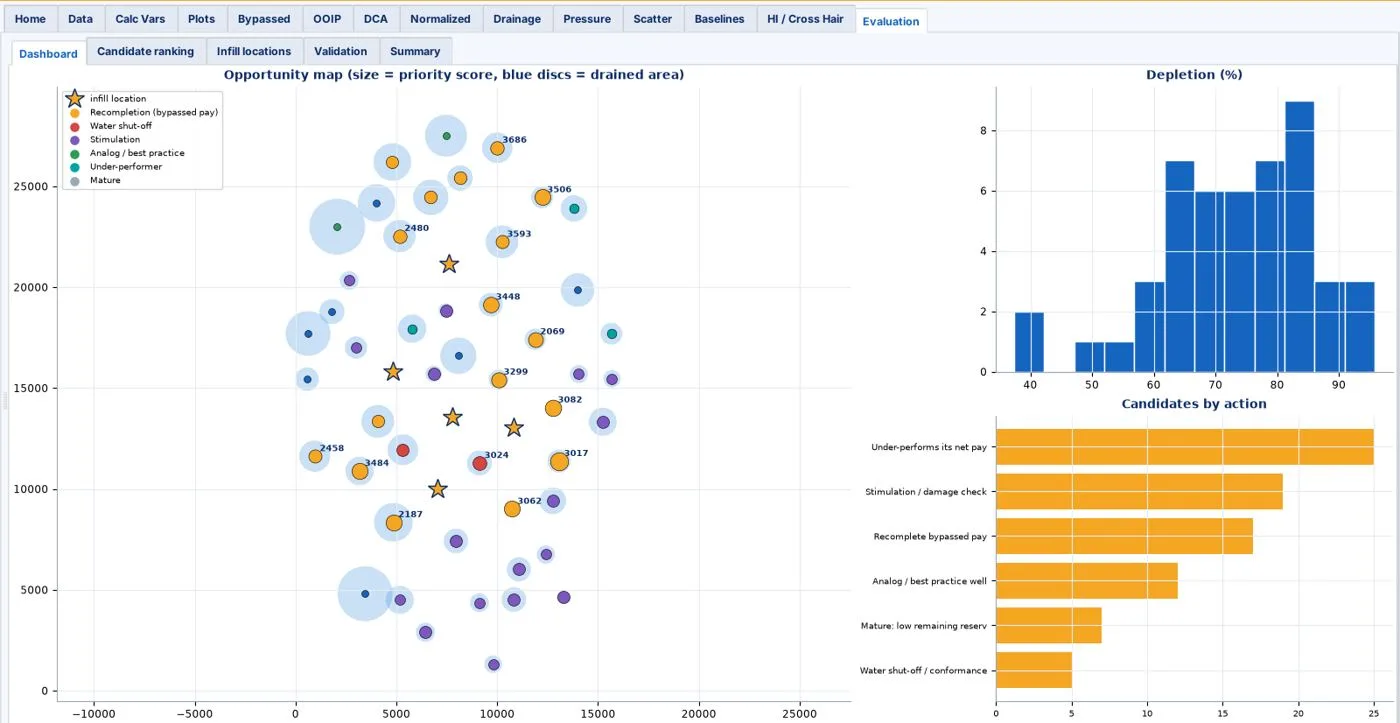 Home Data Calc Vars Plots Bypassed OOIP DCA Normalized Drainage Pressure Scatter Baselines HI / Cross Hair Evaluation
Dashboard Candidate ranking Infill locations Validation Summary
Opportunity map (size = priority score, blue discs = drained area)
infill location
Recompletion (bypassed pay)
Water shut-off
Stimulation
Analog / best practice
Under-performer
Mature
25000
20000
15000
10000
5000
0
−10000 −5000 0 5000 10000 15000 20000 25000
3686
3506
2480
3593
3448
2069
3299
3082
2458
3484
3024
3017
3062
2187
Depletion (%)
8
6
4
2
0
40 50 60 70 80 90
Candidates by action
Under-performs its net pay
Stimulation / damage check
Recomplete bypassed pay
Analog / best practice well
Mature: low remaining reserv
Water shut-off / conformance
0 5 10 15 20 25